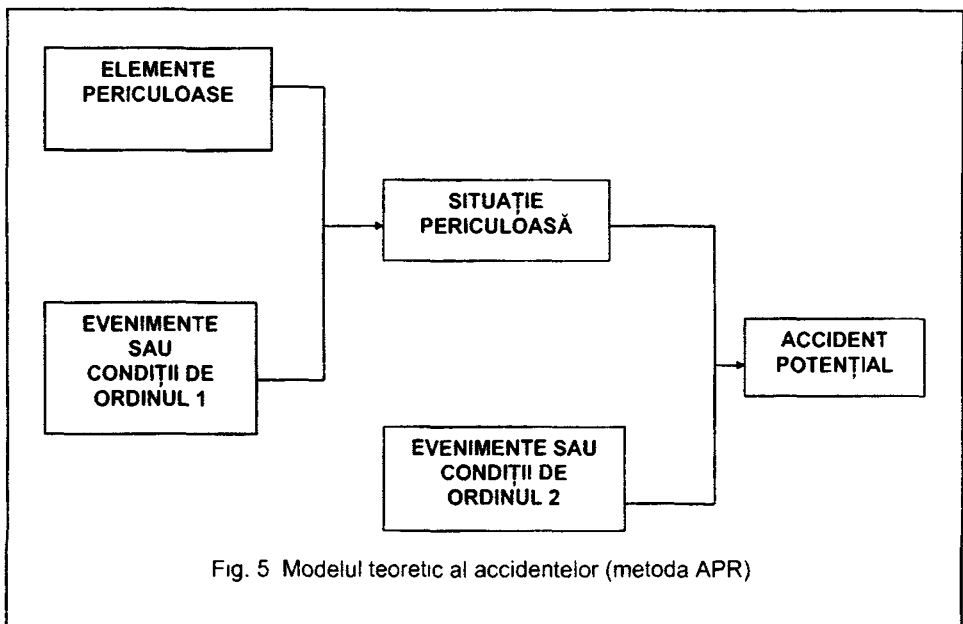 ELEMENTE
PERICULOASE
SITUAȚIE
PERICULOASĂ
EVENIMENTE
SAU
CONDIȚII DE
ORDINUL 1
ACCIDENT
POTENȚIAL
EVENIMENTE SAU
CONDIȚII DE
ORDINUL 2
Fig. 5 Modelul teoretic al accidentelor (metoda APR)